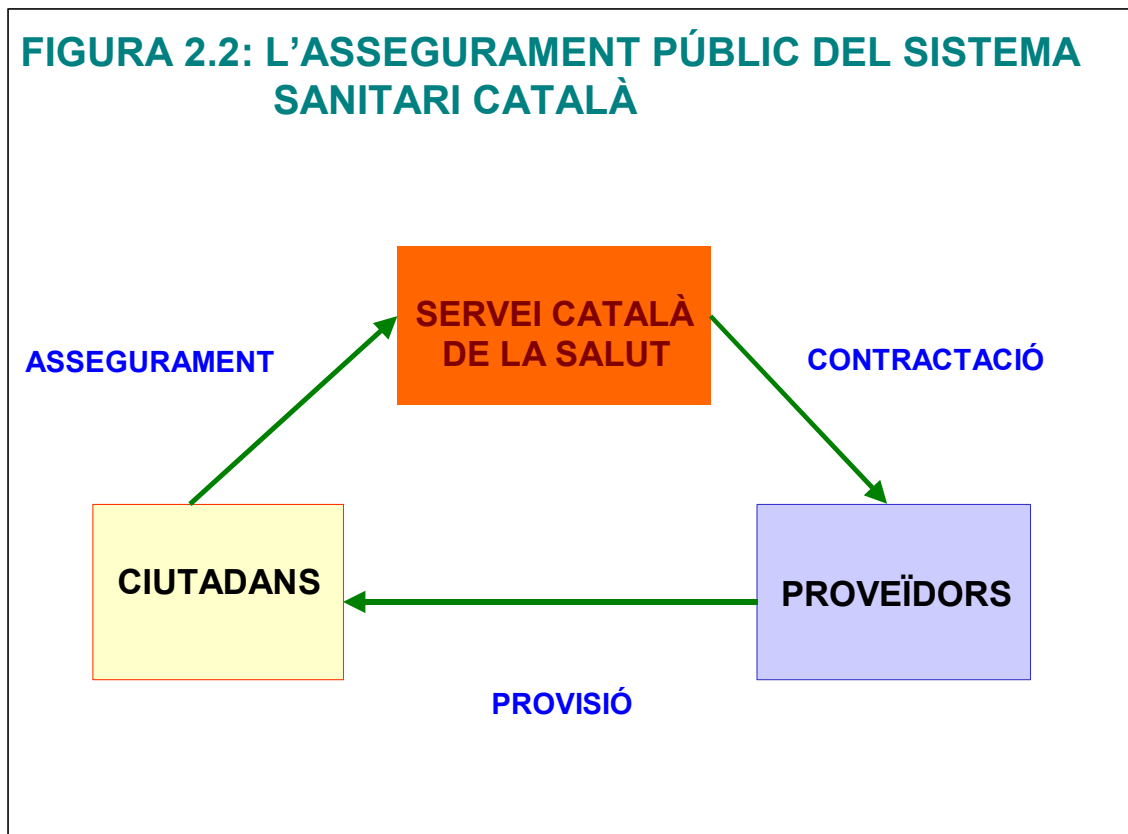 FIGURA 2.2: L’ASSEGURAMENT PÚBLIC DEL SISTEMA
SANITARI CATALÀ
SERVEI CATALÀ
DE LA SALUT
ASSEGURAMENT
CONTRACTACIÓ
CIUTADANS
PROVEÏDORS
PROVISIÓ